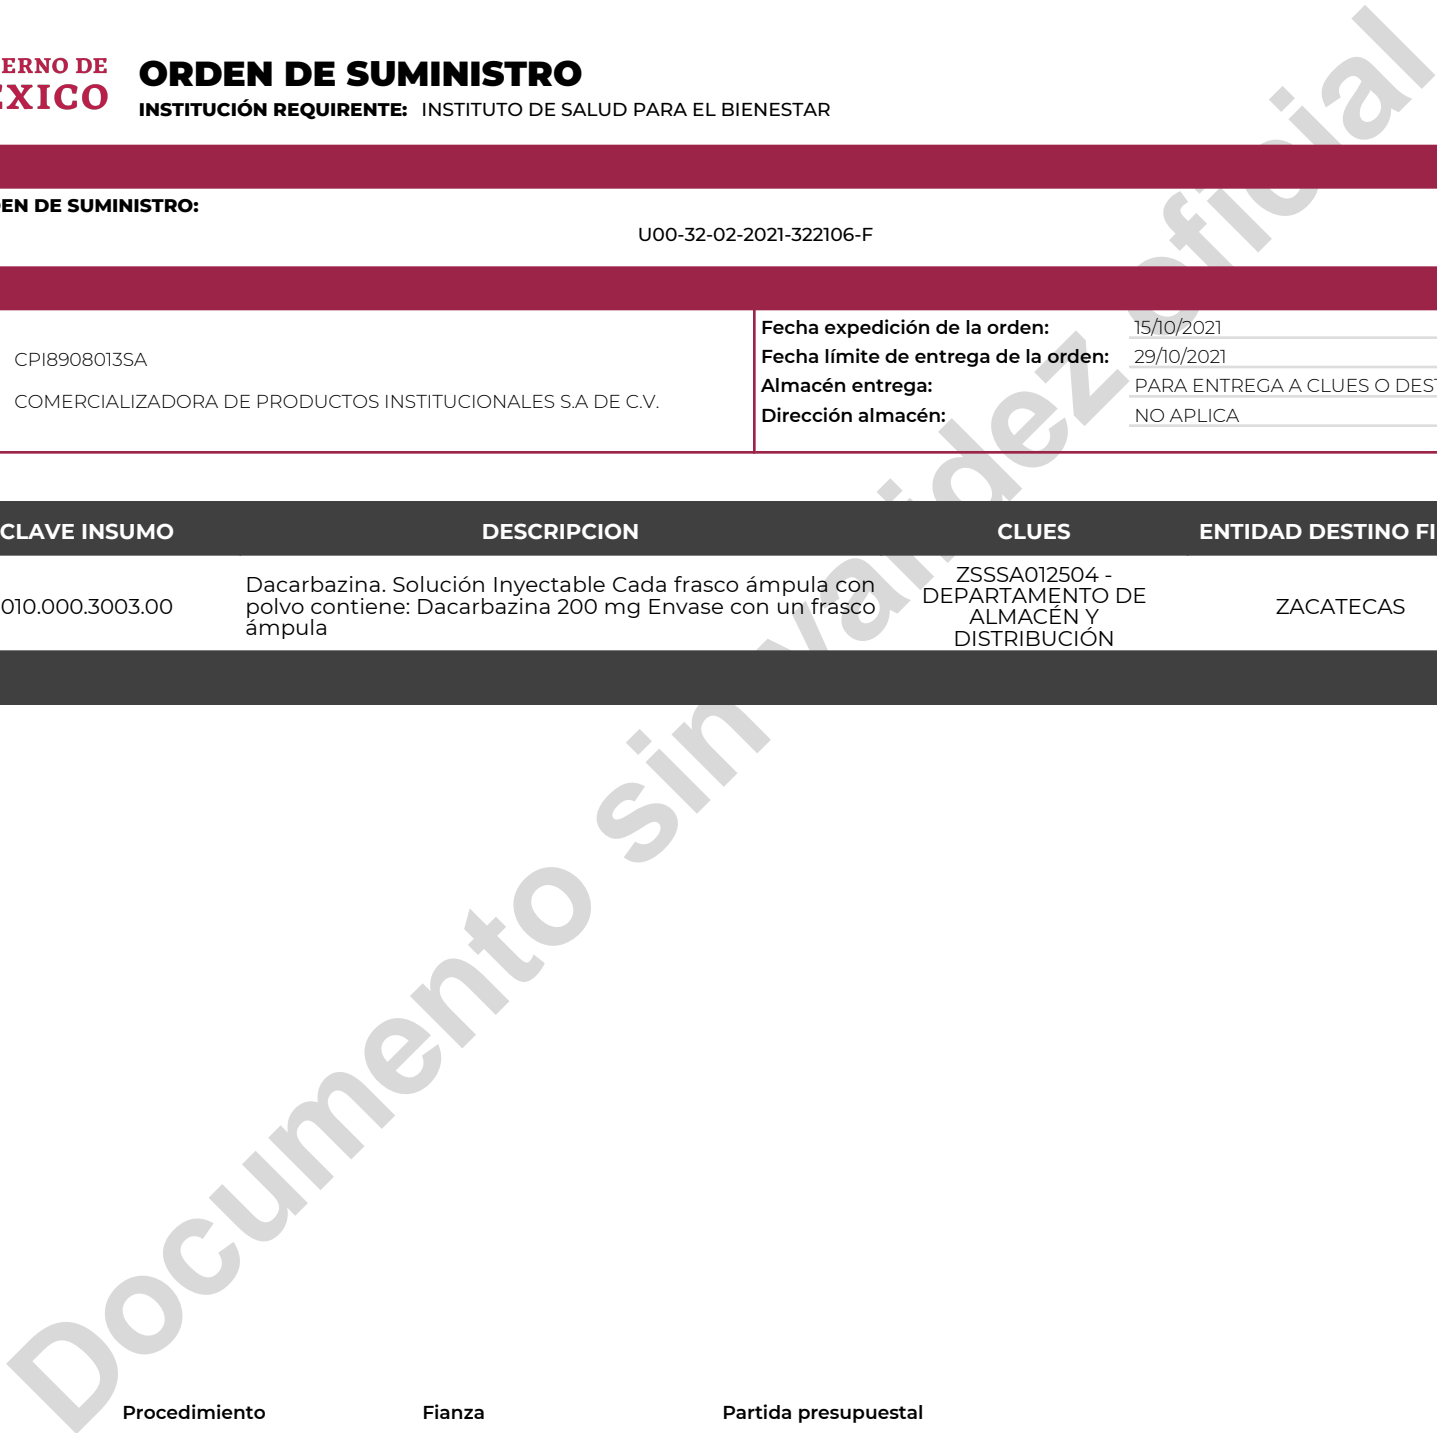 ERNO DE
ORDEN DE SUMINISTRO
XICO
INSTITUCIÓN REQUIRENTE: INSTITUTO DE SALUD PARA EL BIENESTAR
EN DE SUMINISTRO:
U00-32-02-2021-322106-F
Fecha expedición de la orden: 15/10/2021
CPI8908013SA
Fecha límite de entrega de la orden: 29/10/2021
Almacén entrega: PARA ENTREGA A CLUES O DEST
COMERCIALIZADORA DE PRODUCTOS INSTITUCIONALES S.A DE C.V.
Dirección almacén: NO APLICA
CLAVE INSUMO DESCRIPCION CLUES ENTIDAD DESTINO FI
010.000.3003.00
Dacarbazina. Solución Inyectable Cada frasco ámpula con
polvo contiene: Dacarbazina 200 mg Envase con un frasco
ámpula
ZSSSA012504 -
DEPARTAMENTO DE
ALMACÉN Y
DISTRIBUCIÓN
ZACATECAS
Documento sin validez oficial
Procedimiento Fianza Partida presupuestal